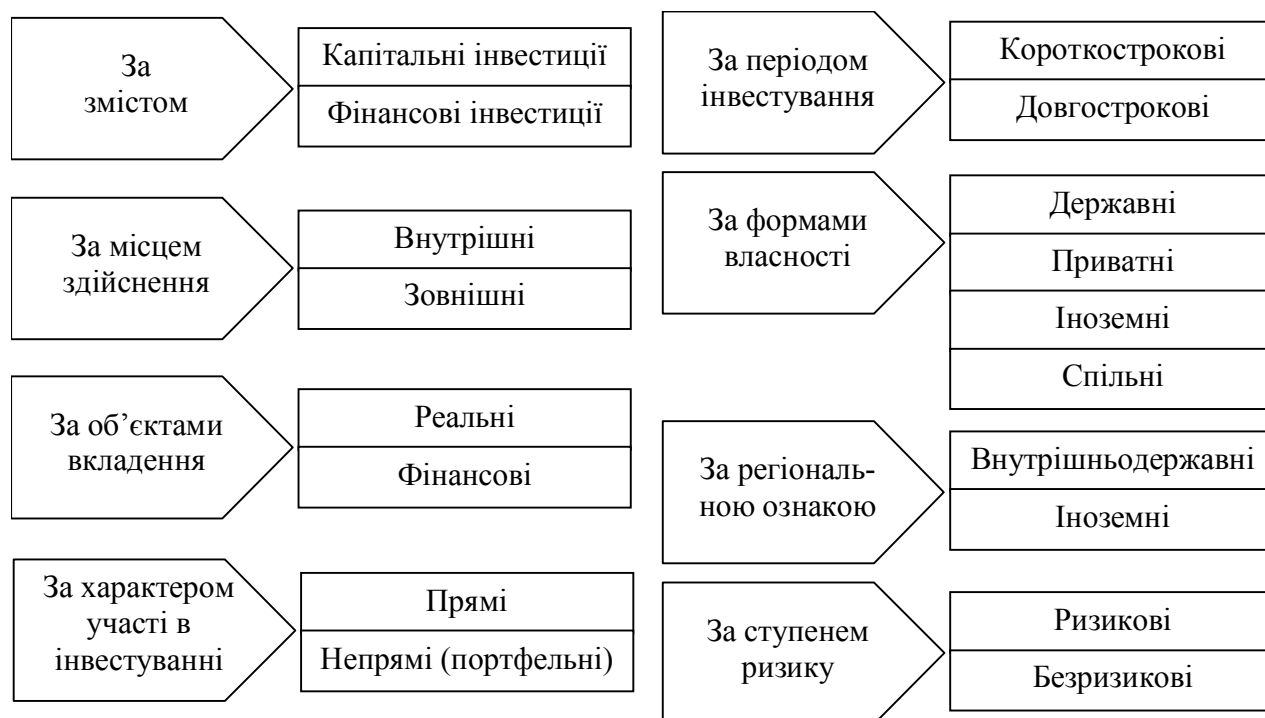 За
змістом
Капітальні інвестиції
Фінансові інвестиції
За місцем
здійснення
Внутрішні
Зовнішні
За об’єктами
вкладення
Реальні
Фінансові
За характером
участі в
інвестуванні
Прямі
Непрямі (портфельні)
За періодом
інвестування
Короткострокові
Довгострокові
За формами
власності
Державні
Приватні
Іноземні
Спільні
За регіональ-
ною ознакою
Внутрішньодержавні
Іноземні
За ступенем
ризику
Ризикові
Безризикові